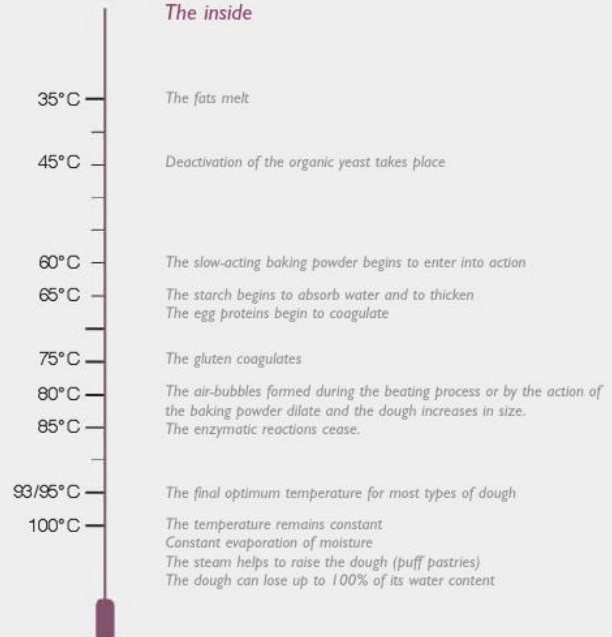 The inside
35°C The fats melt
45°C Deactivation of the organic yeast takes place
60°C The slow-acting baking powder begins to enter into action
65°C The starch begins to absorb water and to thicken
The egg proteins begin to coagulate
75°C The gluten coagulates
80°C The air-bubbles formed during the beating process or by the action of
the baking powder dilate and the dough increases in size.
85°C The enzymatic reactions cease.
93/95°C The final optimum temperature for most types of dough
100°C The temperature remains constant
Constant evaporation of moisture
The steam helps to raise the dough (puff pastries)
The dough can lose up to 100% of its water content